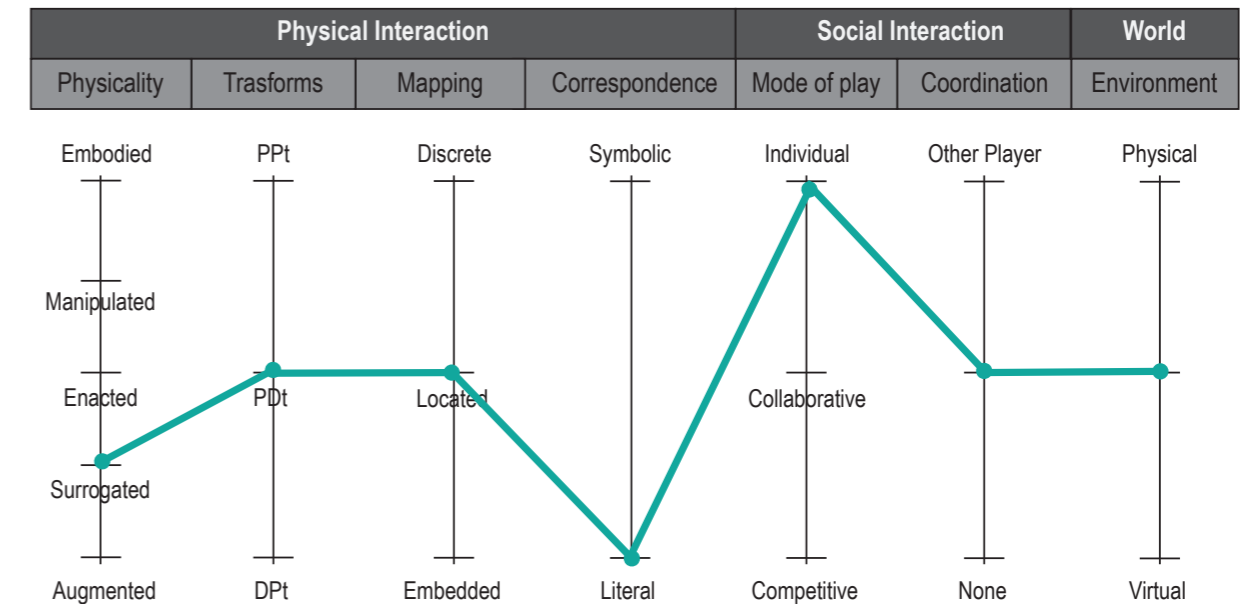 Physical Interaction Social Interaction World
Physicality Trasforms Mapping Correspondence Mode of play Coordination Environment
Embodied PPt Discrete Symbolic Individual Other Player Physical
Manipulated
Enacted PDt Located Collaborative
Surrogated
Augmented DPt Embedded Literal Competitive None Virtual